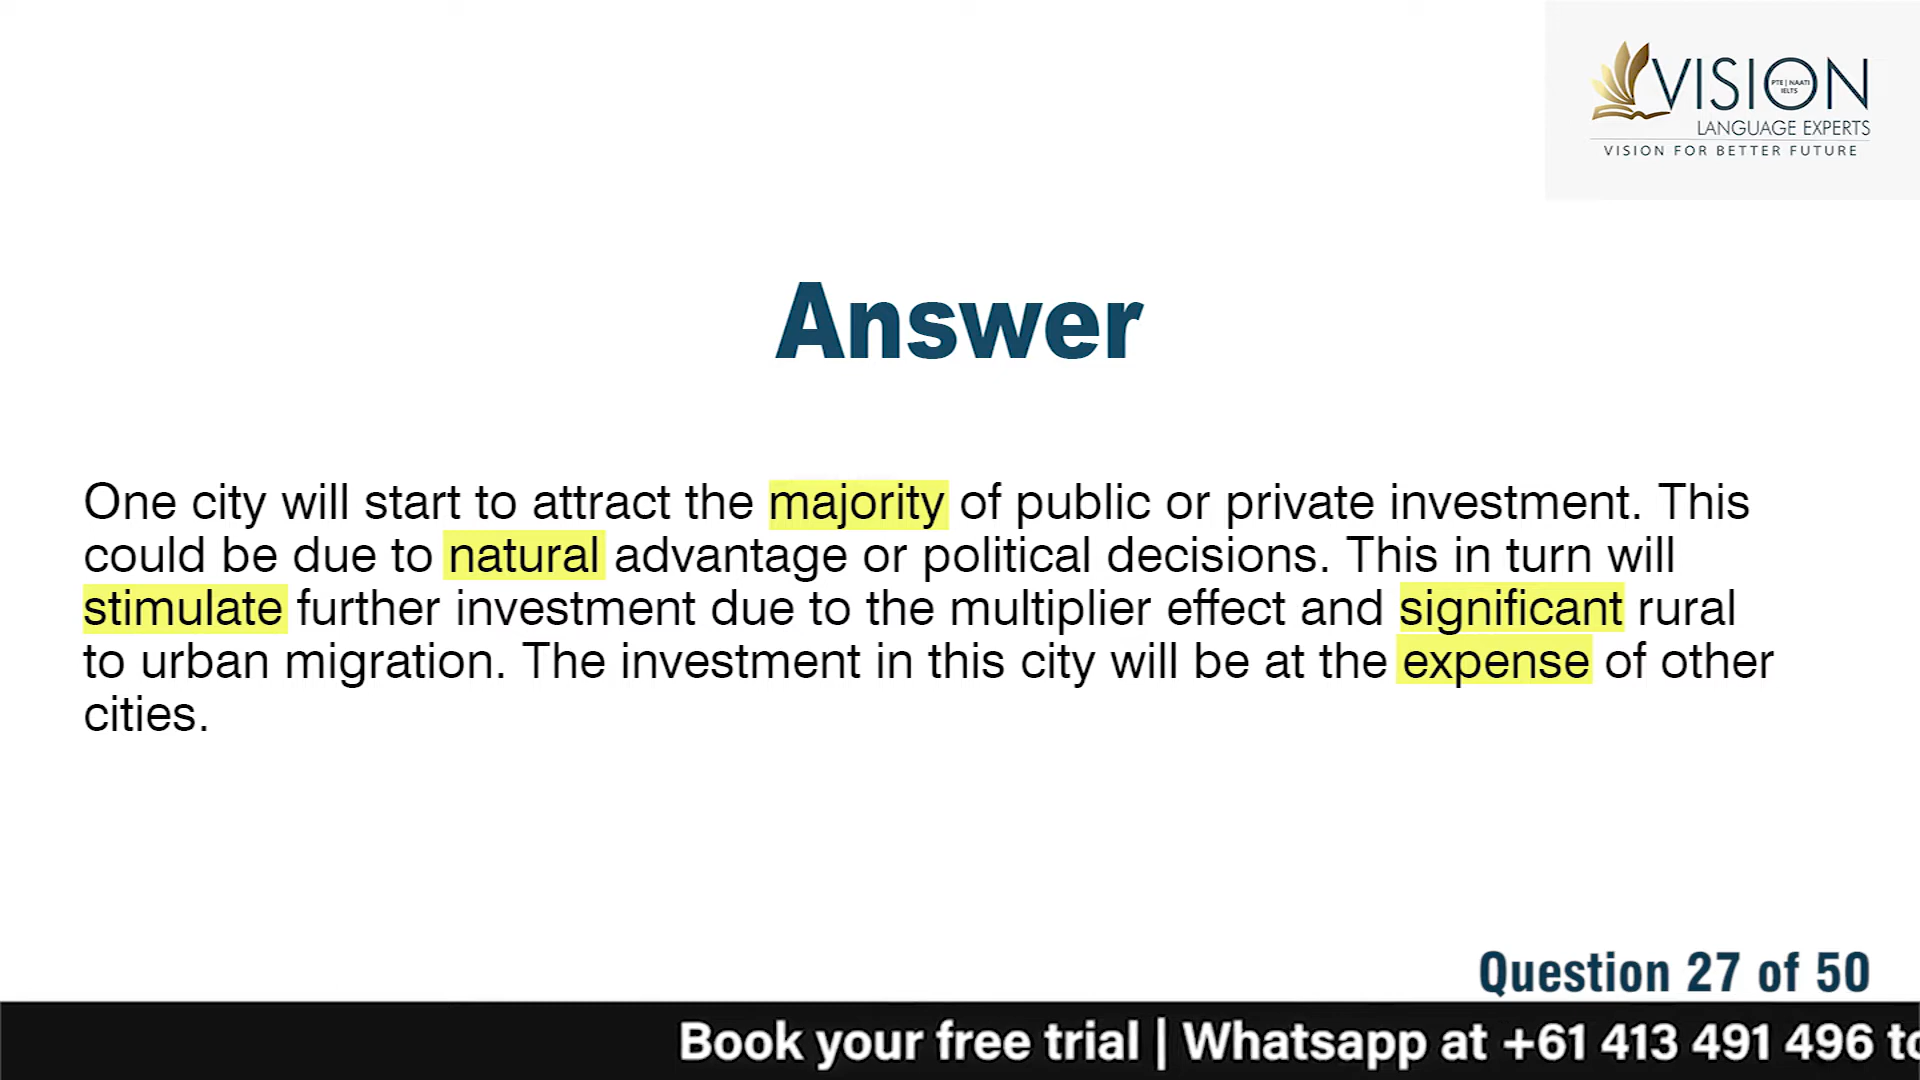 VISION
PTE | NAATI
IELTS
LANGUAGE EXPERTS
VISION FOR BETTER FUTURE
Answer
One city will start to attract the majority of public or private investment. This
could be due to natural advantage or political decisions. This in turn will
stimulate further investment due to the multiplier effect and significant rural
to urban migration. The investment in this city will be at the expense of other
cities.
Question 27 of 50
Book your free trial | Whatsapp at +61 413 491 496 to